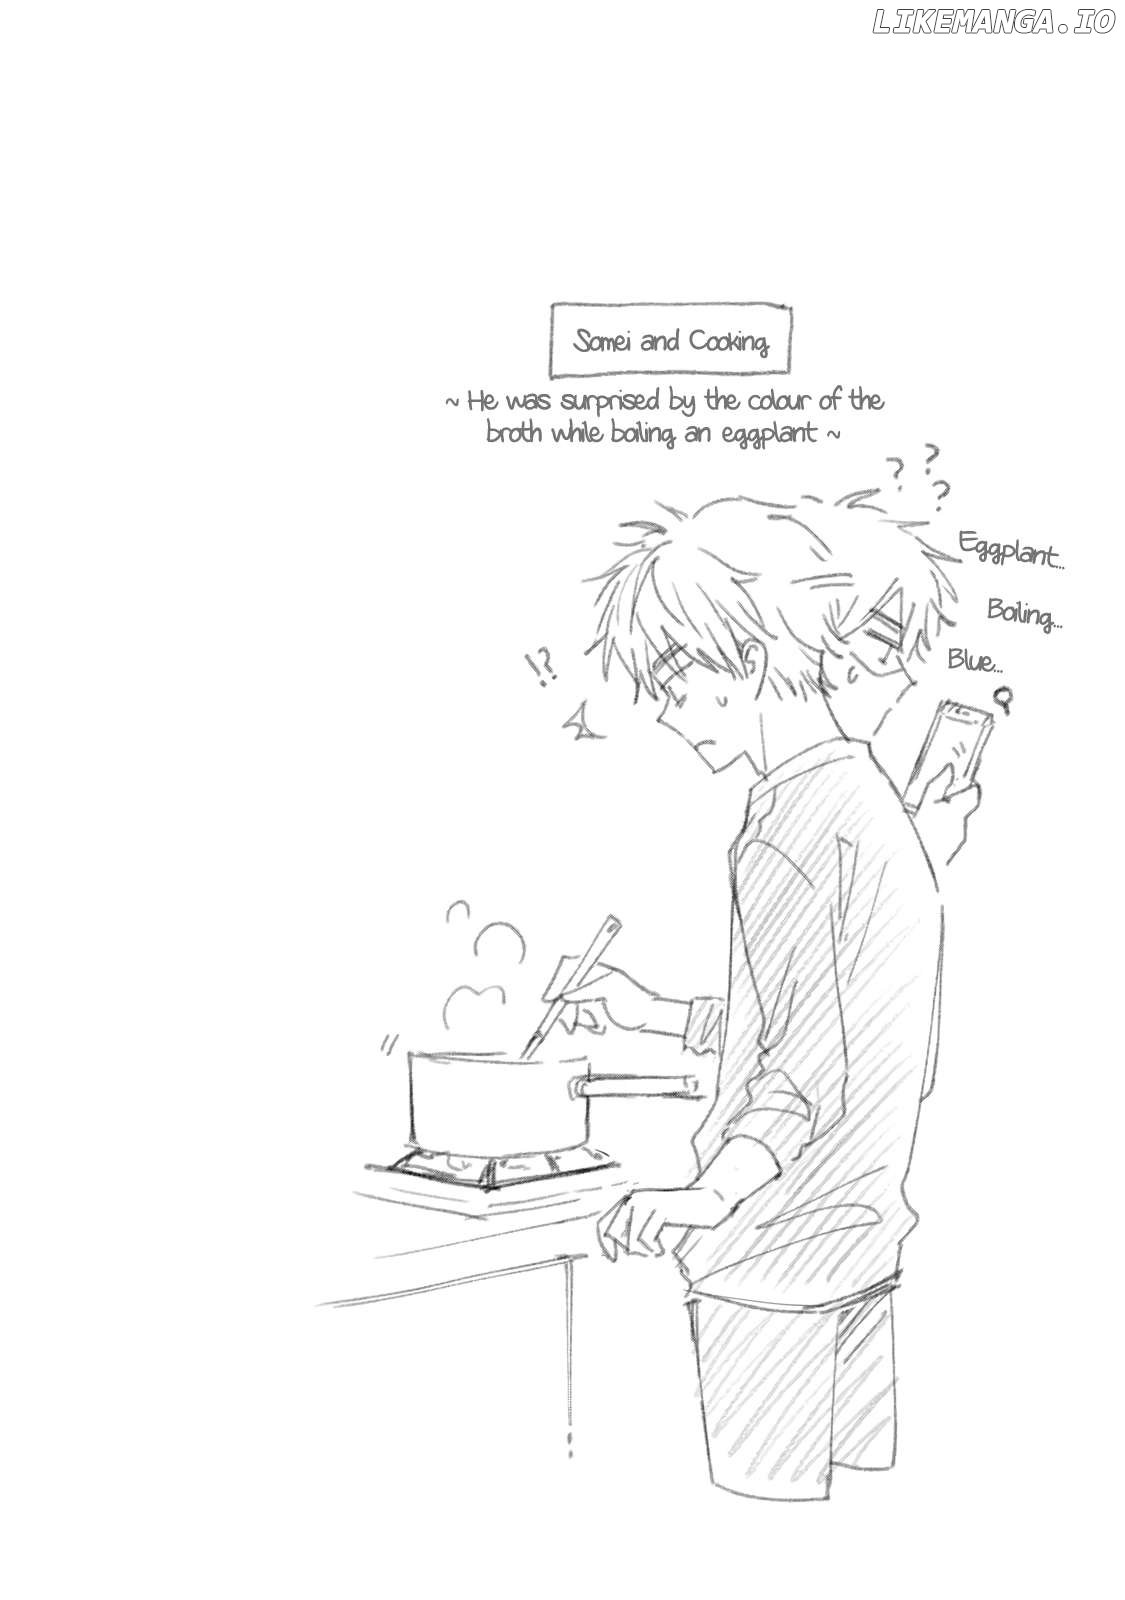 LIKEMANGA.IO
Somei and Cooking
~ He was surprised by the colour of the
broth while boiling an eggplant ~
? ? ?
Eggplant...
Boiling...
Blue...
!?